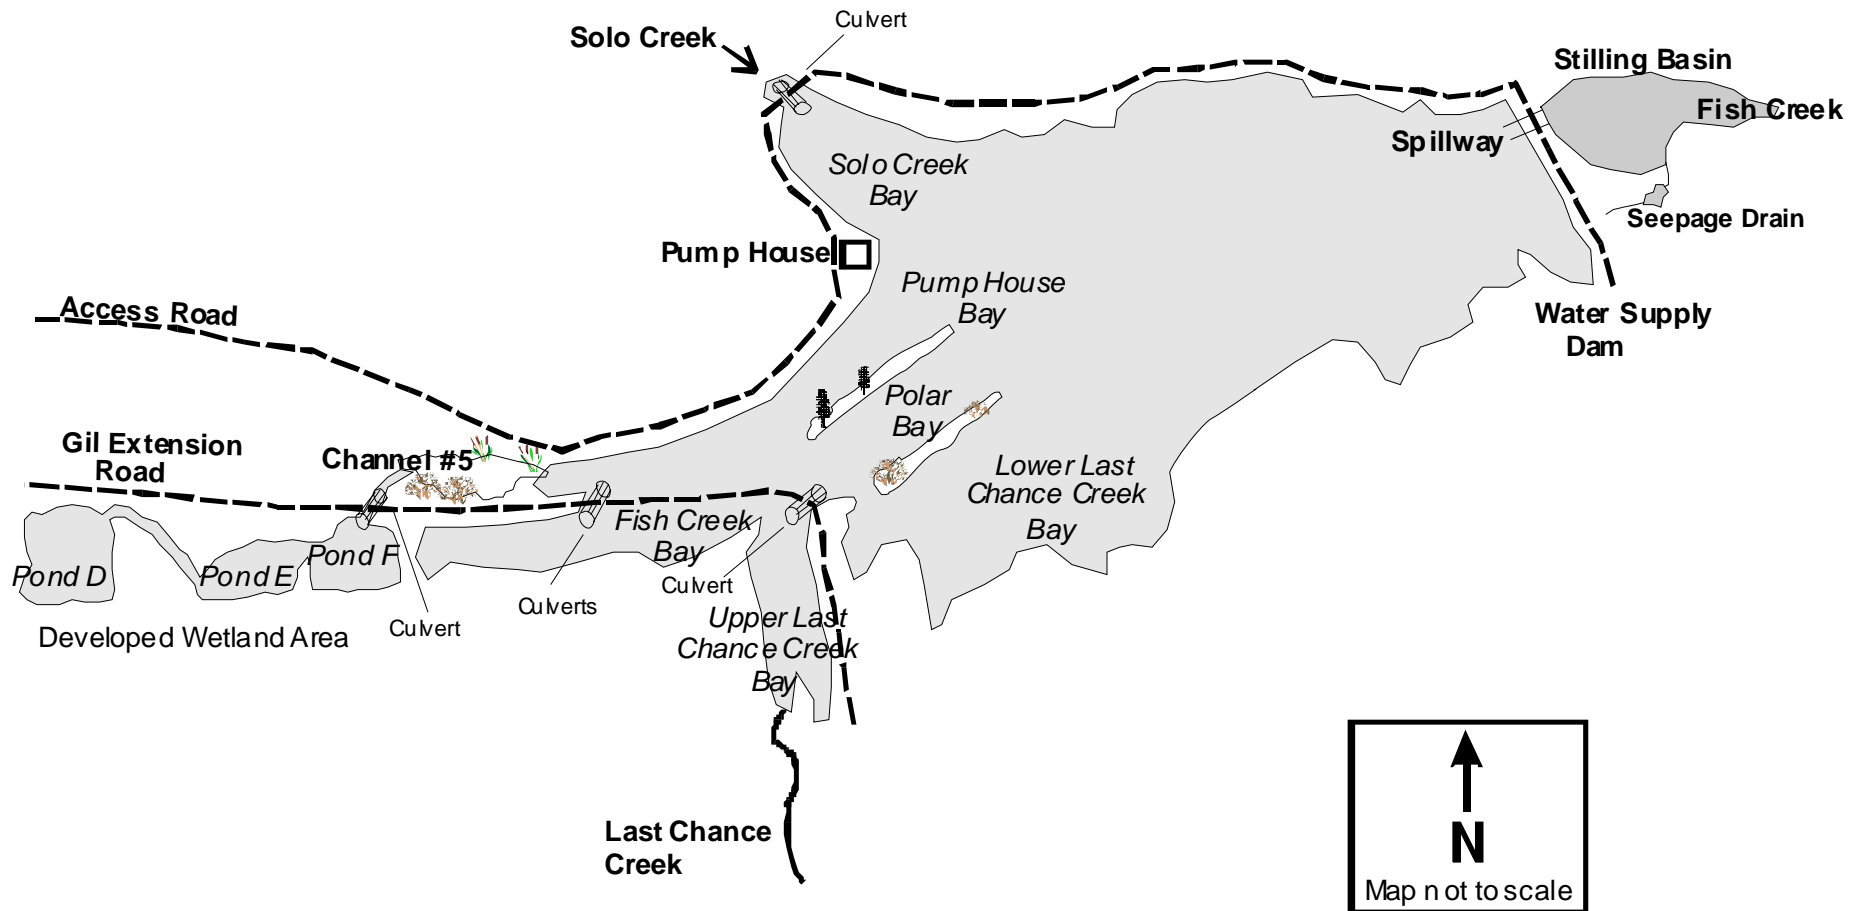 Culvert
Solo Creek
Stilling Basin
Fish Creek
Spillway
Solo Creek
Bay
Seepage Drain
Pump House
Pump House
Bay
Access Road
Water Supply
Dam
Polar
Bay
Gil Extension
Road
Channel #5
Lower Last
Chance Creek
Bay
Fish Creek
Bay
Pond D
Pond E
Pond F
Culvert
Culverts
Culvert
Developed Wetland Area
Upper Last
Chance Creek
Bay
Last Chance
Creek
N
Map not to scale